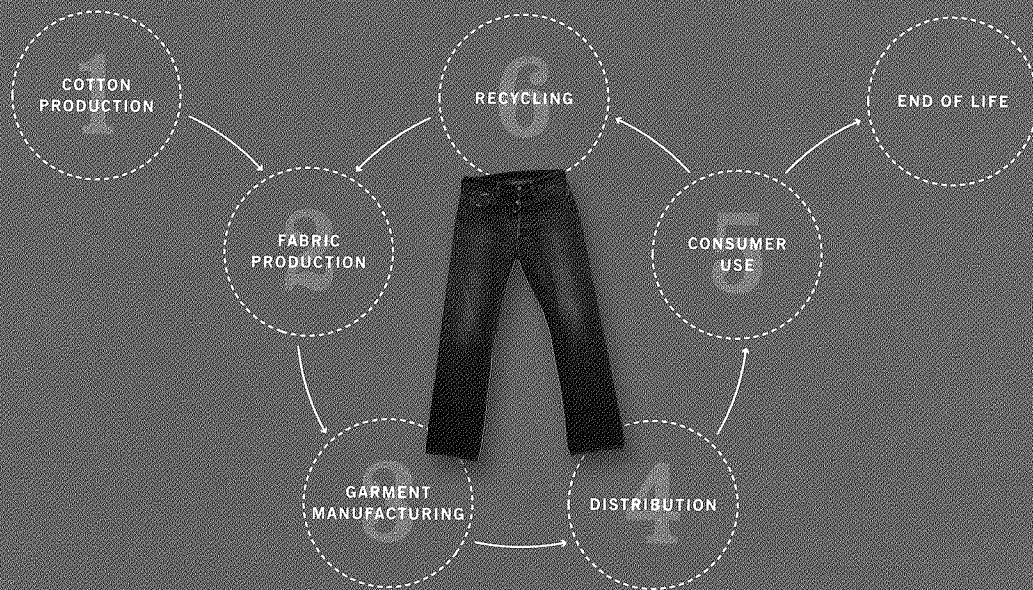 1
COTTON
PRODUCTION
2
FABRIC
PRODUCTION
3
GARMENT
MANUFACTURING
4
DISTRIBUTION
5
CONSUMER
USE
6
RECYCLING
END OF LIFE